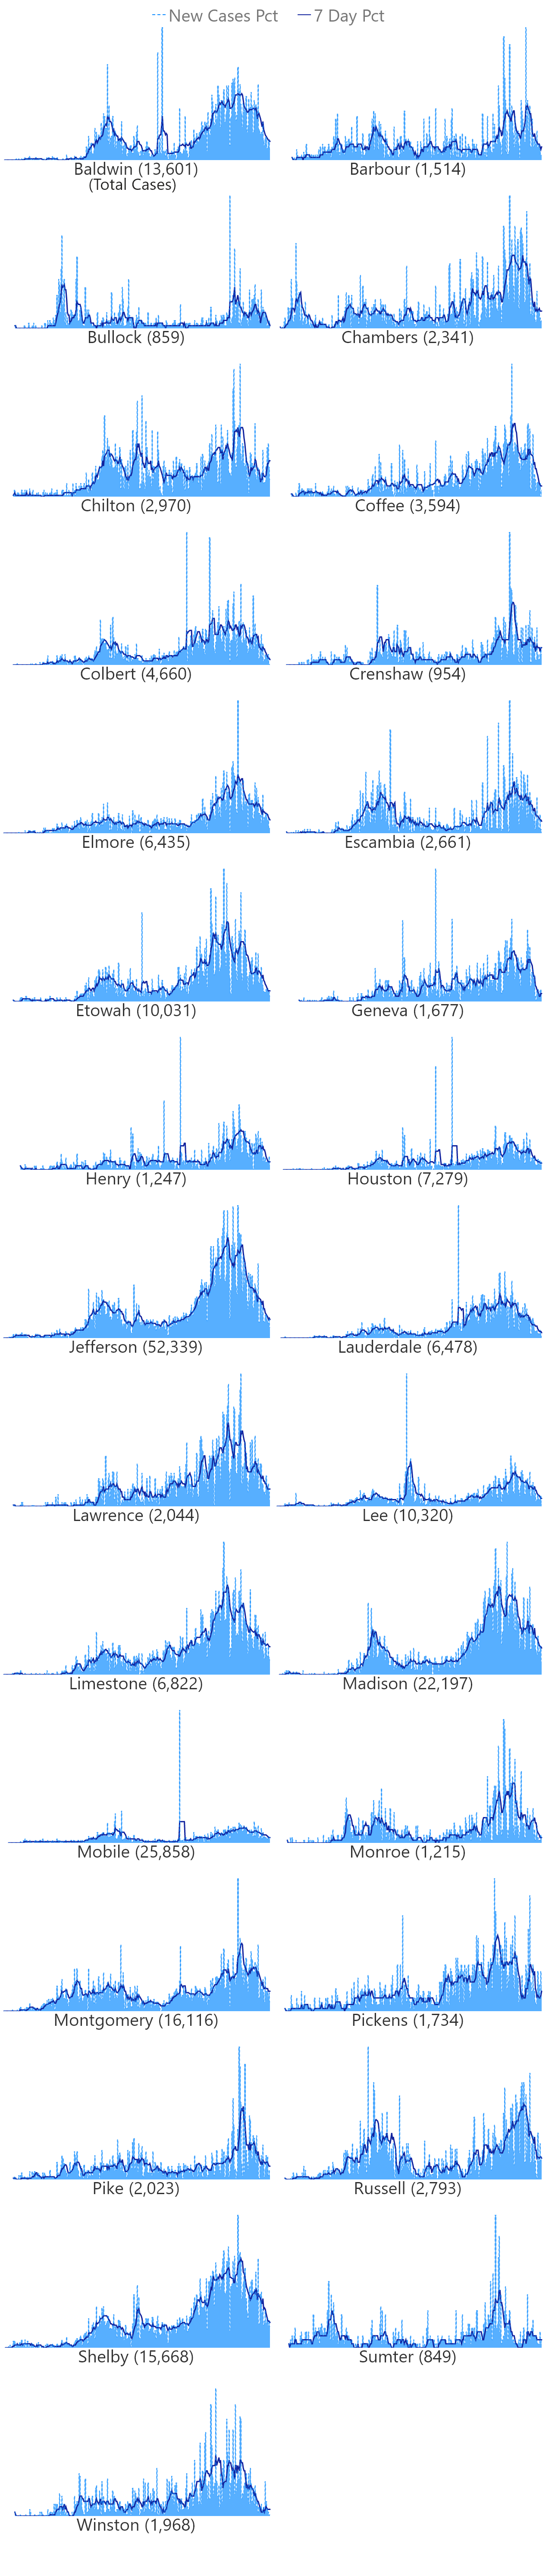 New Cases Pct 7 Day Pct
Baldwin (13,601) Barbour (1,514)
(Total Cases)
Bullock (859) Chambers (2,341)
Chilton (2,970) Coffee (3,594)
Colbert (4,660) Crenshaw (954)
Elmore (6,435) Escambia (2,661)
Etowah (10,031) Geneva (1,677)
Henry (1,247) Houston (7,279)
Jefferson (52,339) Lauderdale (6,478)
Lawrence (2,044) Lee (10,320)
Limestone (6,822) Madison (22,197)
Mobile (25,858) Monroe (1,215)
Montgomery (16,116) Pickens (1,734)
Pike (2,023) Russell (2,793)
Shelby (15,668) Sumter (849)
Winston (1,968)